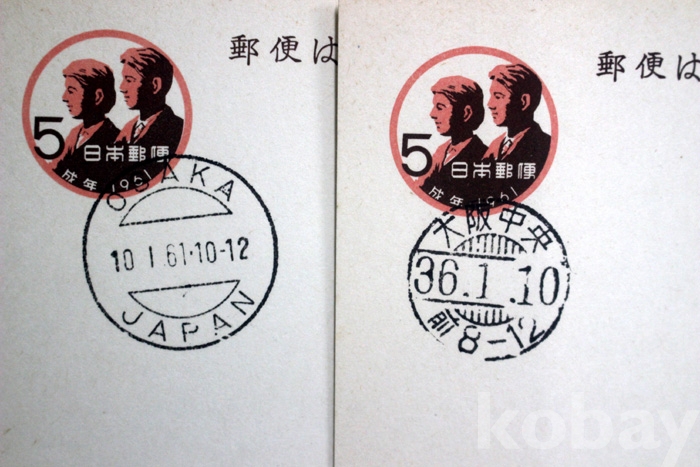 郵便は
5
日本郵便
成年 1961
OSAKA
10 I .61·10-12
JAPAN
郵便は
5
日本郵便
成年 1961
大阪中央
36.1.10
前8-12
kobay